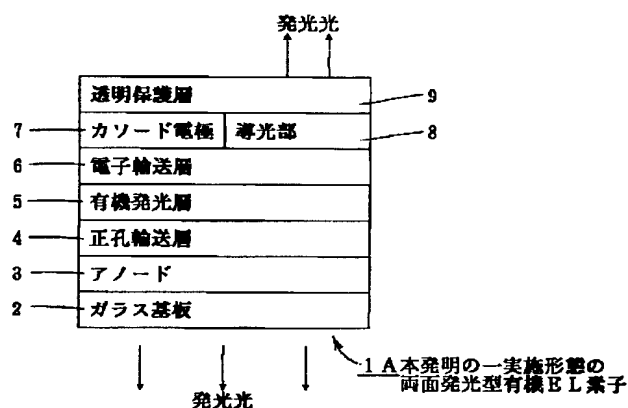 発光光
透明保護層 9
7 カソード電極 導光部 8
6 電子輸送層
5 有機発光層
4 正孔輸送層
3 アノード
2 ガラス基板
1A本発明の一実施形態の
両面発光型有機EL素子
発光光